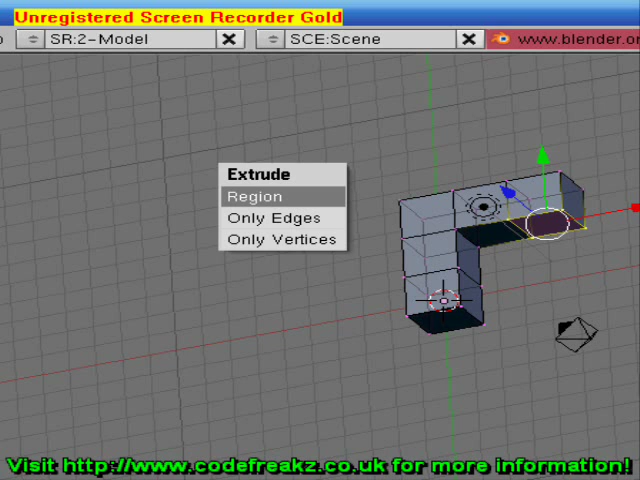 Unregistered Screen Recorder Gold
SR:2-Model
SCE:Scene
www.blender.or
Extrude
Region
Only Edges
Only Vertices
Visit http://www.codefreakz.co.uk for more information!